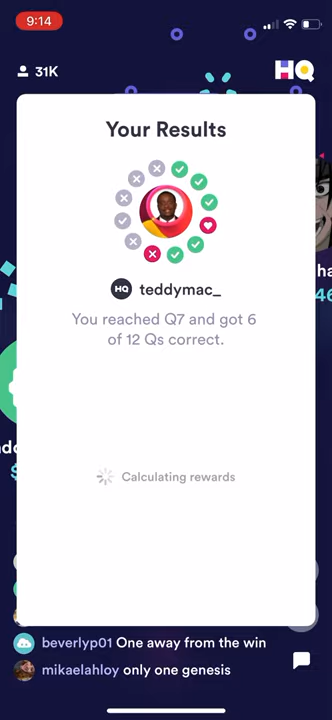 9:14
31K
HQ
Your Results
HQ teddymac_
You reached Q7 and got 6
of 12 Qs correct.
Calculating rewards
beverlyp01 One away from the win
mikaelahloy only one genesis